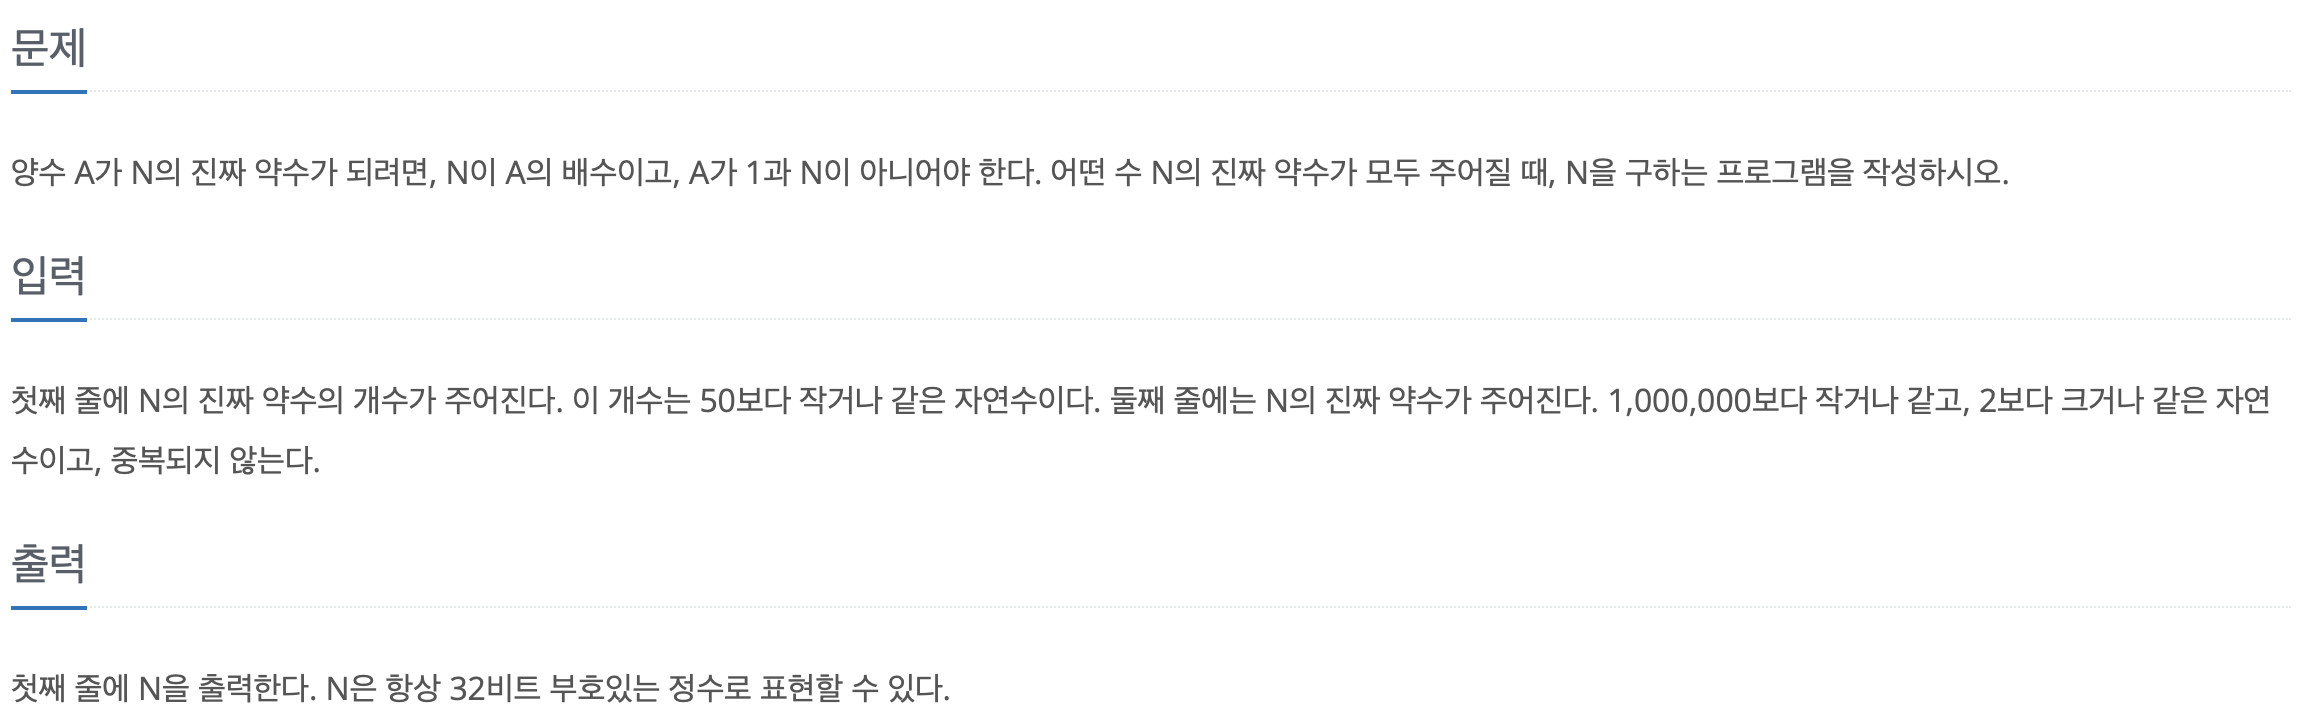 문제
양수 A가 N의 진짜 약수가 되려면, N이 A의 배수이고, A가 1과 N이 아니어야 한다. 어떤 수 N의 진짜 약수가 모두 주어질 때, N을 구하는 프로그램을 작성하시오.
입력
첫째 줄에 N의 진짜 약수의 개수가 주어진다. 이 개수는 50보다 작거나 같은 자연수이다. 둘째 줄에는 N의 진짜 약수가 주어진다. 1,000,000보다 작거나 같고, 2보다 크거나 같은 자연
수이고, 중복되지 않는다.
출력
첫째 줄에 N을 출력한다. N은 항상 32비트 부호있는 정수로 표현할 수 있다.